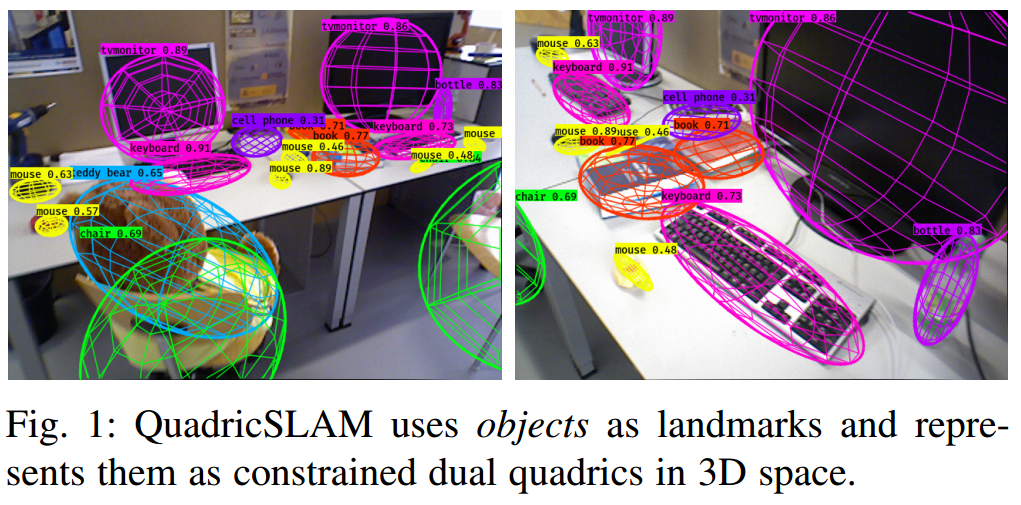 tvmonitor 0.89
tvmonitor 0.86
bottle 0.83
cell phone 0.31
book 0.71
keyboard 0.73
book 0.77
mouse
mouse 0.46
keyboard 0.91
mouse 0.48
mouse 0.63
teddy bear 0.65
mouse 0.89
mouse 0.57
chair 0.69
tvmonitor 0.89
tvmonitor 0.86
mouse 0.63
keyboard 0.91
cell phone 0.31
book 0.71
mouse 0.89
mouse 0.46
book 0.77
chair 0.69
keyboard 0.73
bottle 0.83
mouse 0.48
Fig. 1: QuadricSLAM uses objects as landmarks and repre-
sents them as constrained dual quadrics in 3D space.